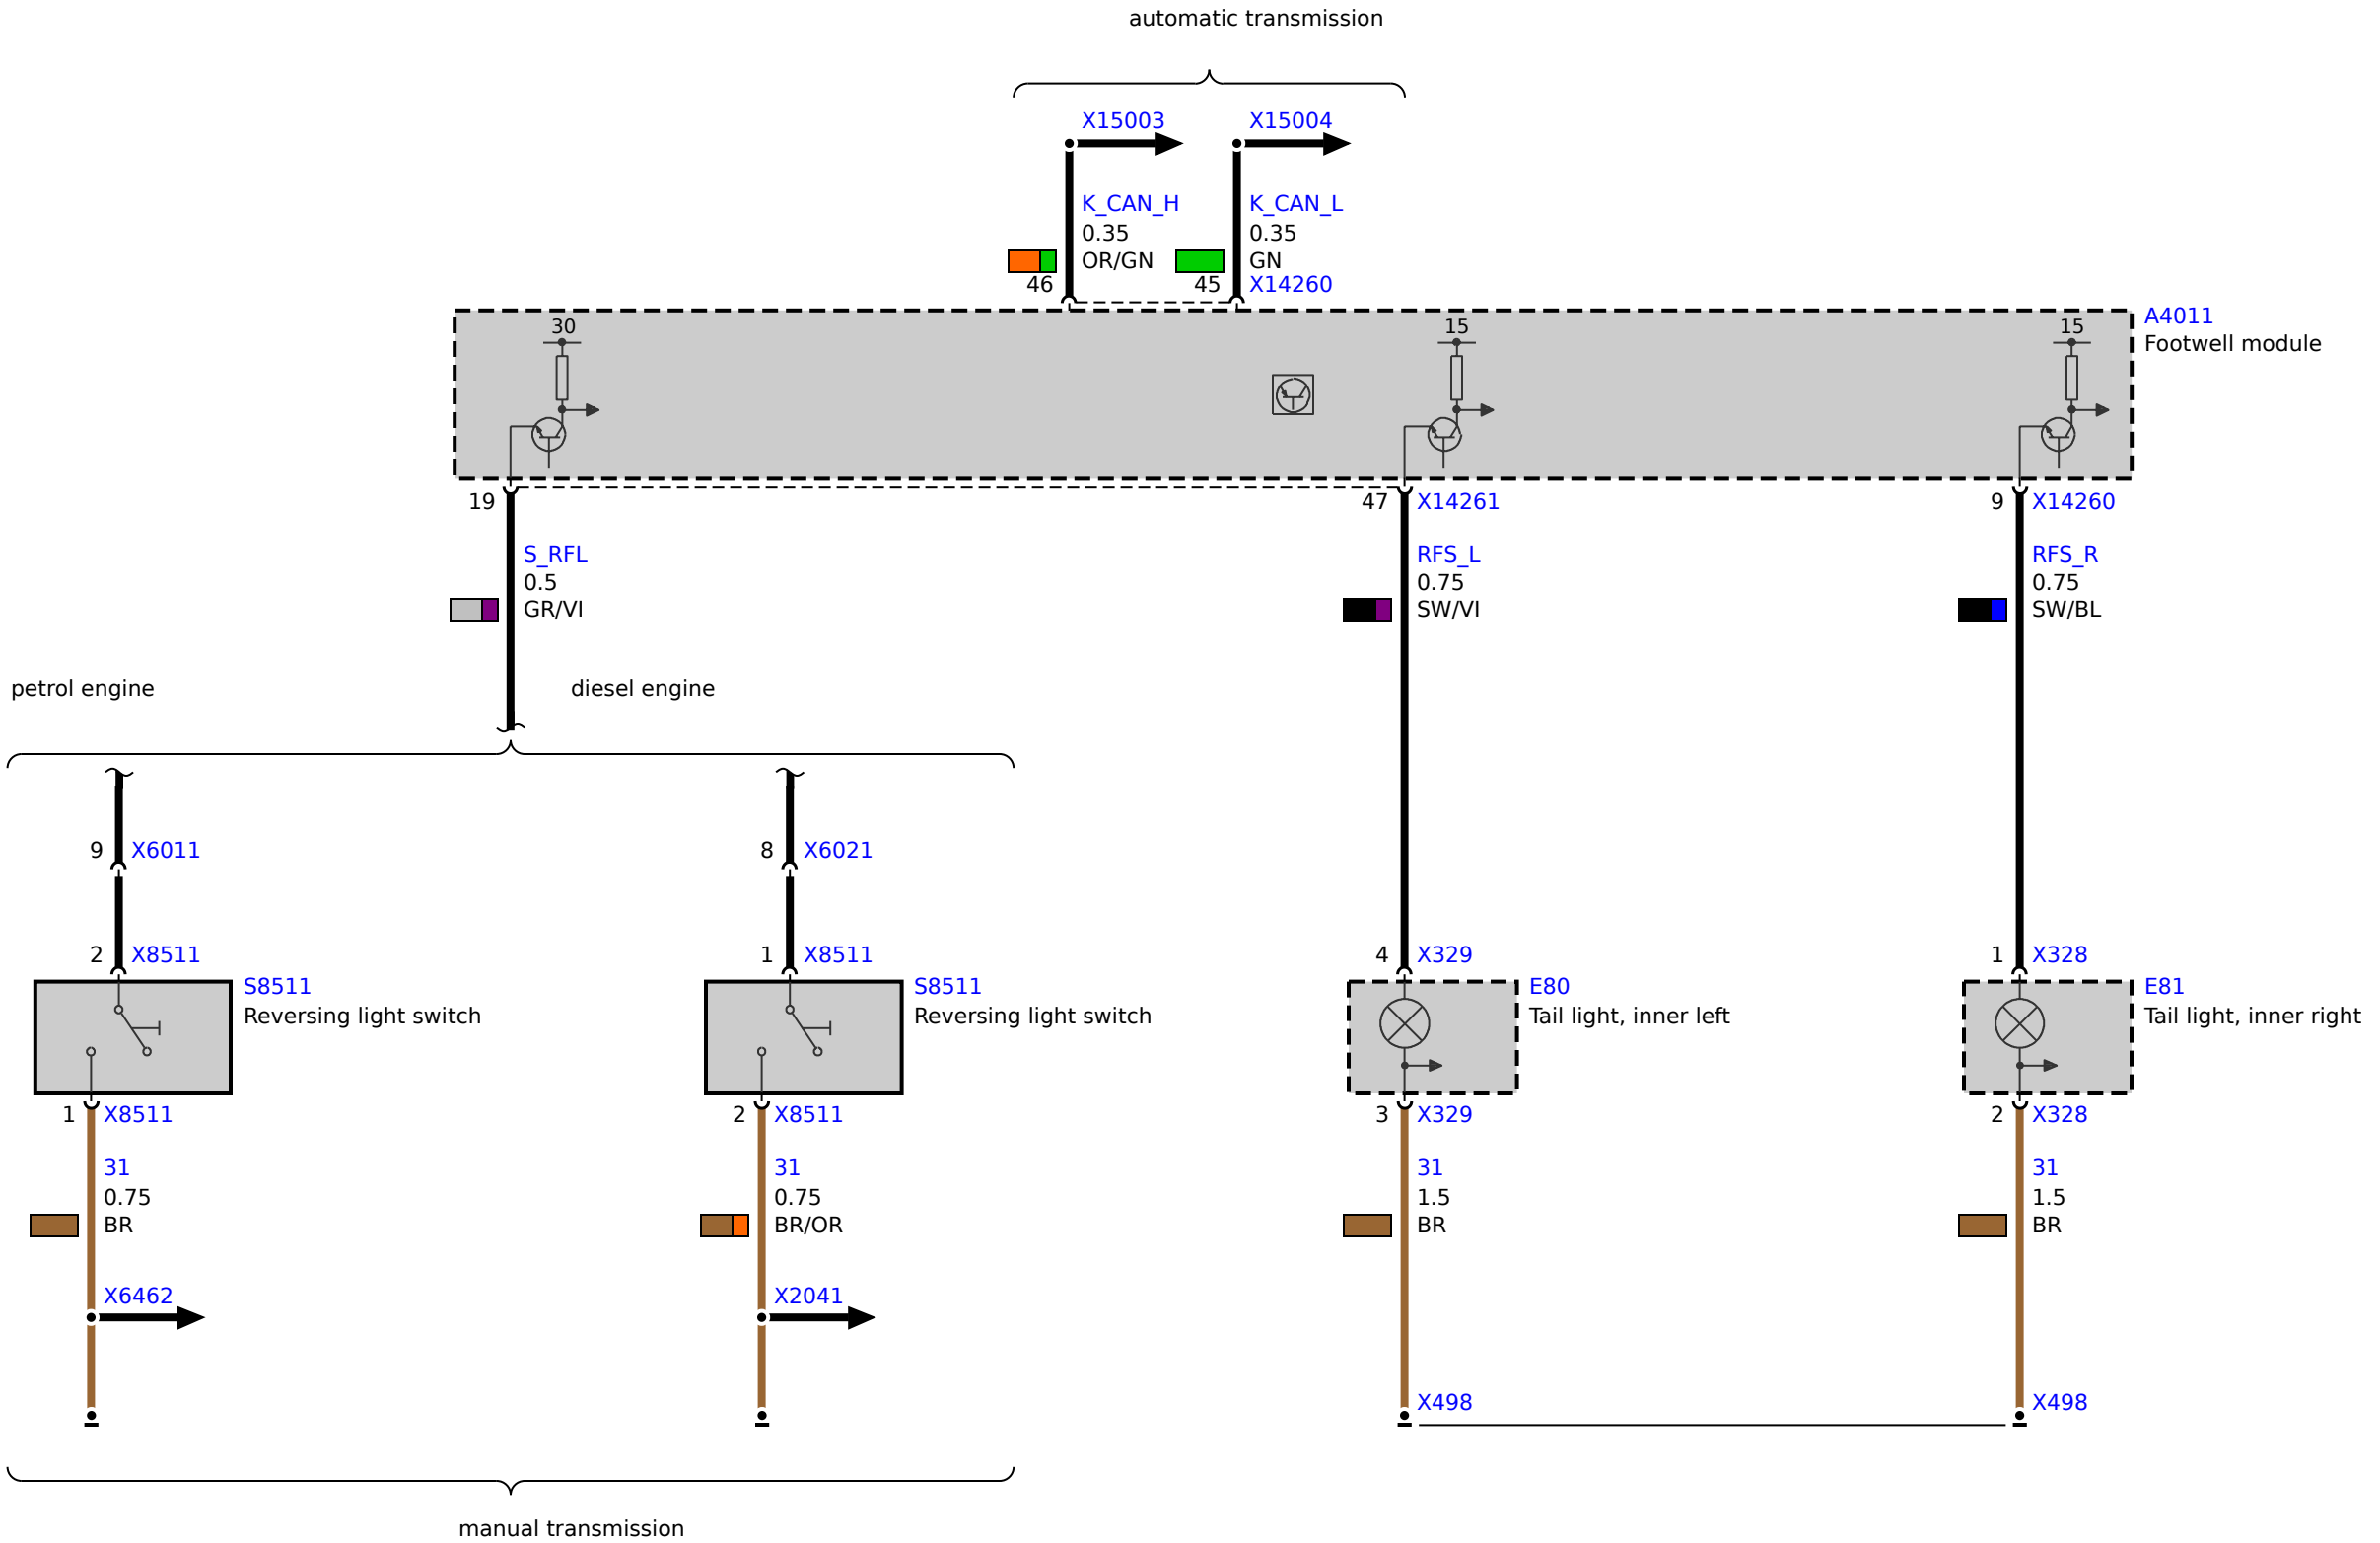 automatic transmission
X15003
X15004
K_CAN_H
0.35
OR/GN
46
K_CAN_L
0.35
GN
45
X14260
30
15
15
A4011
Footwell module
19
47
X14261
9
X14260
S_RFL
0.5
GR/VI
RFS_L
0.75
SW/VI
RFS_R
0.75
SW/BL
petrol engine
diesel engine
9
X6011
8
X6021
2
X8511
1
X8511
4
X329
1
X328
S8511
Reversing light switch
S8511
Reversing light switch
E80
Tail light, inner left
E81
Tail light, inner right
1
X8511
2
X8511
3
X329
2
X328
31
0.75
BR
31
0.75
BR/OR
31
1.5
BR
31
1.5
BR
X6462
X2041
X498
X498
manual transmission